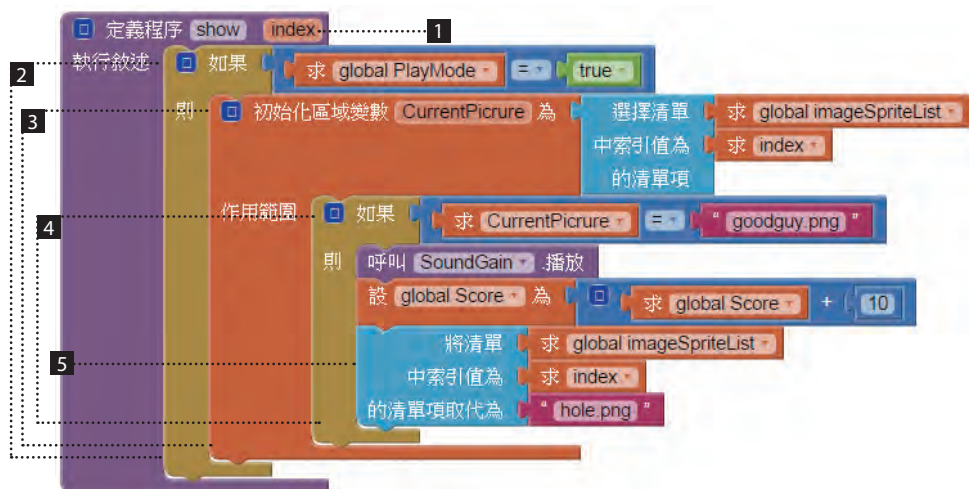 定義程序 show index 1
執行敘述 如果 求 global PlayMode = true
2
則 初始化區域變數 CurrentPicrure 為 選擇清單 求 global imageSpriteList
3
中索引值為 求 index
的清單項
作用範圍 如果 求 CurrentPicrure = " goodguy.png "
4
則 呼叫 SoundGain .播放
設 global Score 為 求 global Score + 10
將清單 求 global imageSpriteList
5
中索引值為 求 index
的清單項取代為 " hole.png "